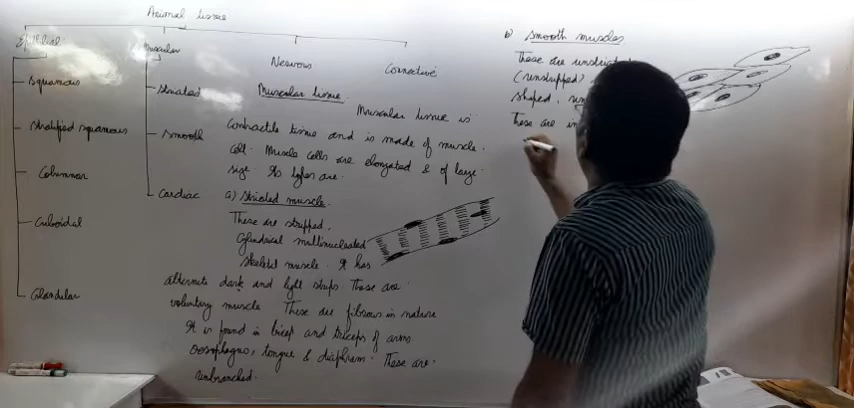 Animal tissue
Epithelial
Muscular
Nervous
Connective
Squamous
Stratified squamous
Columnar
Cuboidal
Glandular
Striated
Smooth
Cardiac
Muscular tissue
Muscular tissue is
Contractile tissue and is made of muscle.
Cell. Muscle cells are elongated & of large
size. Its types are.
a) Striated muscle.
These are stripped,
Cylindrical multinucleated
Skeletal muscle. It has
alternate dark and light strips. These are.
voluntary muscle These are fibrous in nature
It is found in bicep and triceps of arms
oesophagus, tongue & diaphram. These are.
unbranched.
b) Smooth muscles
These are
(unstripped)
shaped,
These are